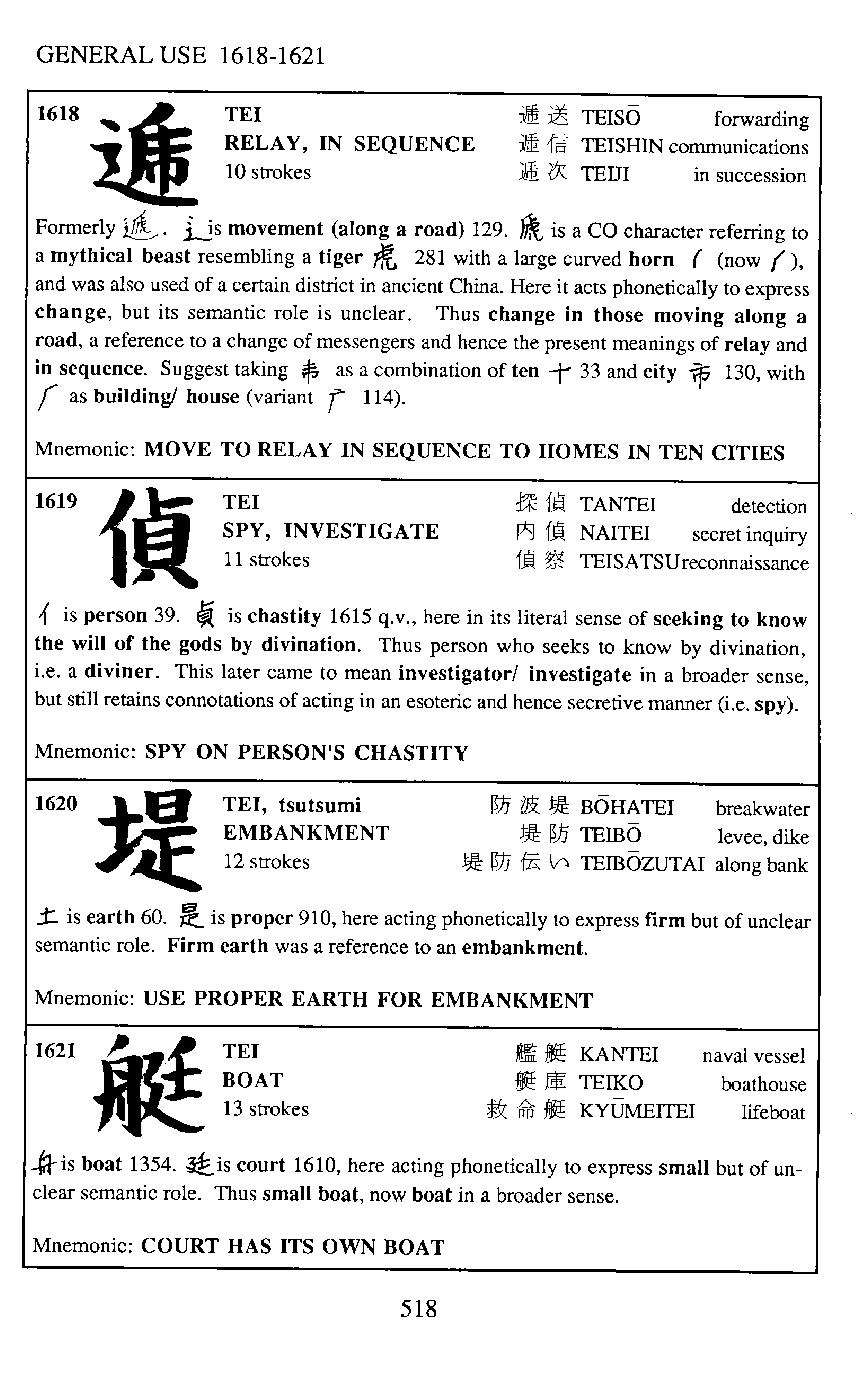 GENERAL USE 1618-1621
1618 遞 TEI 逓送 TEISŌ forwarding
RELAY, IN SEQUENCE 逓信 TEISHIN communications
10 strokes 逓次 TEIJI in succession
Formerly 遞. 辶 is movement (along a road) 129. 虒 is a CO character referring to
a mythical beast resembling a tiger 虎 281 with a large curved horn ( (now 丿),
and was also used of a certain district in ancient China. Here it acts phonetically to express
change, but its semantic role is unclear. Thus change in those moving along a
road, a reference to a change of messengers and hence the present meanings of relay and
in sequence. Suggest taking as a combination of ten 十 33 and city 市 130, with
厂 as building/ house (variant 广 114).
Mnemonic: MOVE TO RELAY IN SEQUENCE TO HOMES IN TEN CITIES
1619 偵 TEI 探偵 TANTEI detection
SPY, INVESTIGATE 内偵 NAITEI secret inquiry
11 strokes 偵察 TEISATSU reconnaissance
亻 is person 39. 貞 is chastity 1615 q.v., here in its literal sense of seeking to know
the will of the gods by divination. Thus person who seeks to know by divination,
i.e. a diviner. This later came to mean investigator/ investigate in a broader sense,
but still retains connotations of acting in an esoteric and hence secretive manner (i.e. spy).
Mnemonic: SPY ON PERSON'S CHASTITY
1620 堤 TEI, tsutsumi 防波堤 BŌHATEI breakwater
EMBANKMENT 堤防 TEIBŌ levee, dike
12 strokes 堤防伝い TEIBŌZUTAI along bank
土 is earth 60. 是 is proper 910, here acting phonetically to express firm but of unclear
semantic role. Firm earth was a reference to an embankment.
Mnemonic: USE PROPER EARTH FOR EMBANKMENT
1621 艇 TEI 艦艇 KANTEI naval vessel
BOAT 艇庫 TEIKO boathouse
13 strokes 救命艇 KYŪMEITEI lifeboat
舟 is boat 1354. 廷 is court 1610, here acting phonetically to express small but of un-
clear semantic role. Thus small boat, now boat in a broader sense.
Mnemonic: COURT HAS ITS OWN BOAT
518